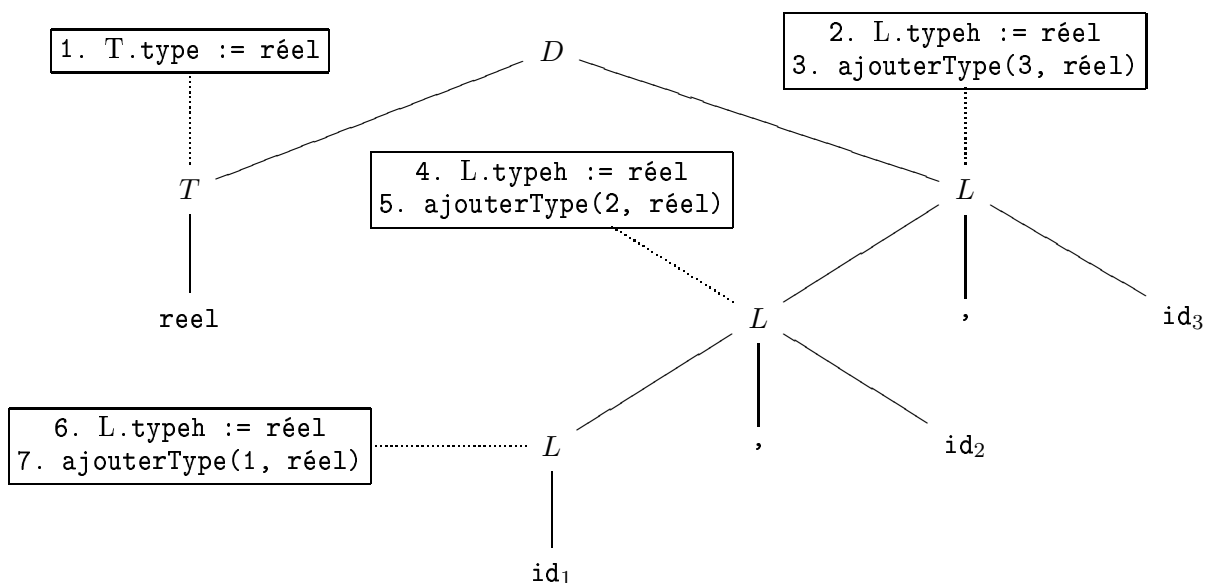 1. T.type := réel
D
2. L.typeh := réel
3. ajouterType(3, réel)
T
4. L.typeh := réel
5. ajouterType(2, réel)
L
reel
L
,
id₃
6. L.typeh := réel
7. ajouterType(1, réel)
L
,
id₂
id₁